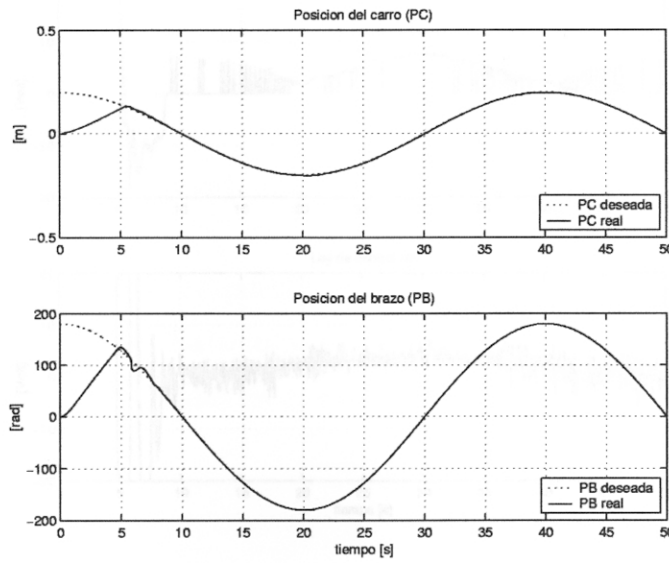 Posicion del carro (PC)
0.5
0
−0.5
[m]
0 5 10 15 20 25 30 35 40 45 50
PC deseada
PC real
Posicion del brazo (PB)
200
100
0
−100
−200
[rad]
0 5 10 15 20 25 30 35 40 45 50
PB deseada
PB real
tiempo [s]